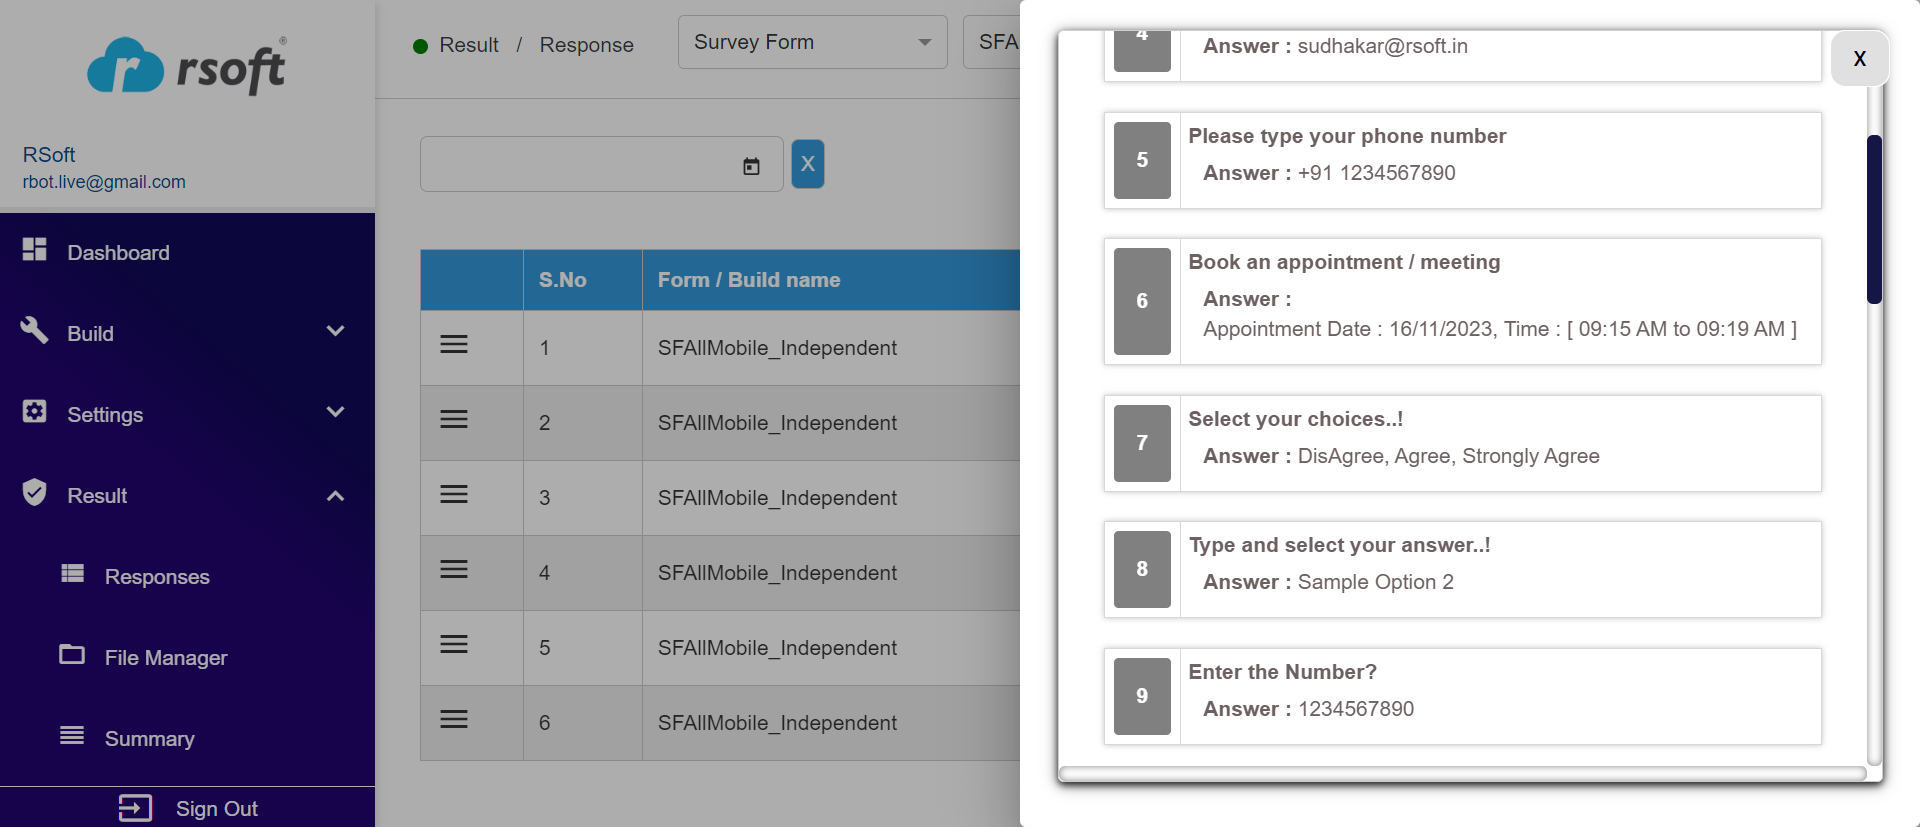 rsoft®
RSoft
rbot.live@gmail.com
Dashboard
Build
Settings
Result
Responses
File Manager
Summary
Sign Out
Result / Response
Survey Form
SFA
X
S.No
Form / Build name
1
SFAllMobile_Independent
2
SFAllMobile_Independent
3
SFAllMobile_Independent
4
SFAllMobile_Independent
5
SFAllMobile_Independent
6
SFAllMobile_Independent
X
4
Answer : sudhakar@rsoft.in
5
Please type your phone number
Answer : +91 1234567890
6
Book an appointment / meeting
Answer :
Appointment Date : 16/11/2023, Time : [ 09:15 AM to 09:19 AM ]
7
Select your choices..!
Answer : DisAgree, Agree, Strongly Agree
8
Type and select your answer..!
Answer : Sample Option 2
9
Enter the Number?
Answer : 1234567890